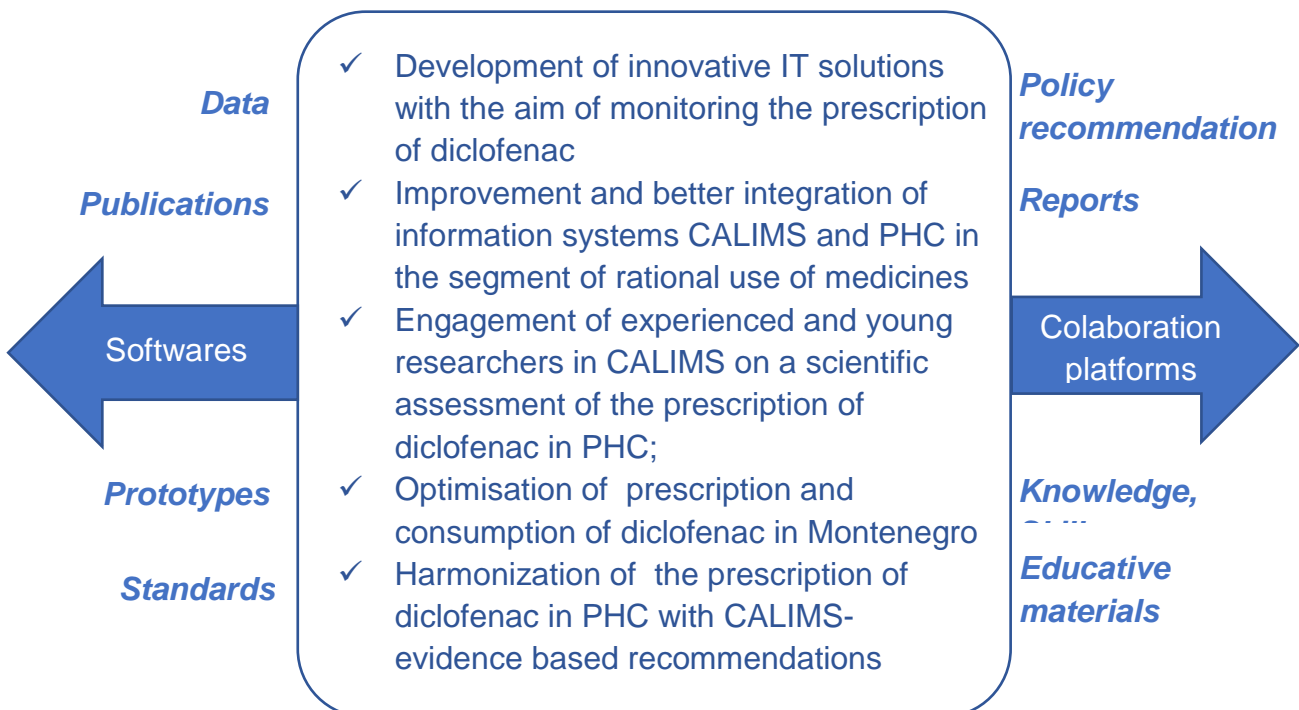 Data
Publications
Softwares
Prototypes
Standards
✓ Development of innovative IT solutions
with the aim of monitoring the prescription
of diclofenac
✓ Improvement and better integration of
information systems CALIMS and PHC in
the segment of rational use of medicines
✓ Engagement of experienced and young
researchers in CALIMS on a scientific
assessment of the prescription of
diclofenac in PHC;
✓ Optimisation of prescription and
consumption of diclofenac in Montenegro
✓ Harmonization of the prescription of
diclofenac in PHC with CALIMS-
evidence based recommendations
Policy
recommendation
Reports
Colaboration
platforms
Knowledge,
Educative
materials